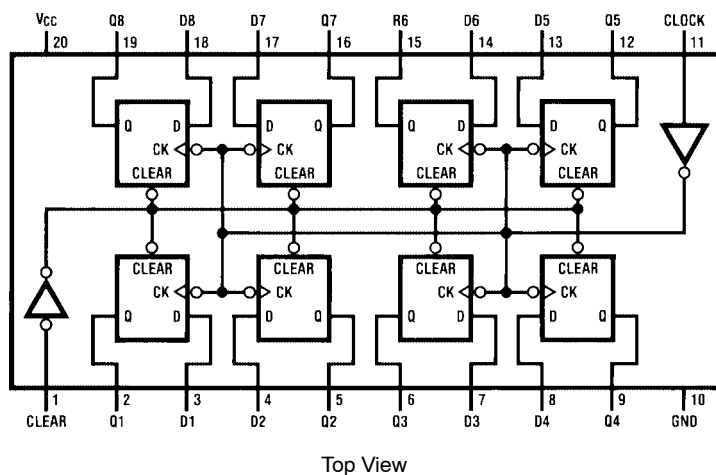 VCC Q8 D8 D7 Q7 R6 D6 D5 Q5 CLOCK
20 19 18 17 16 15 14 13 12 11
Q D D Q Q D D Q
CK CK CK CK
CLEAR CLEAR CLEAR CLEAR
CLEAR CLEAR CLEAR CLEAR
CK CK CK CK
Q D D Q Q D D Q
1 2 3 4 5 6 7 8 9 10
CLEAR Q1 D1 D2 Q2 Q3 D3 D4 Q4 GND
Top View